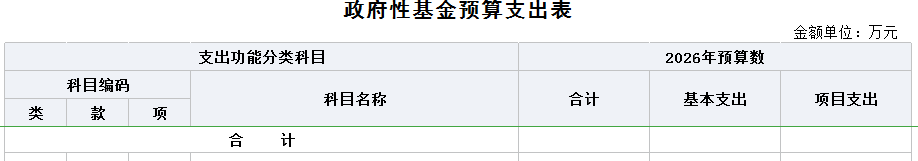 政府性基金预算支出表
金额单位：万元
支出功能分类科目 2026年预算数
科目编码 科目名称 合计 基本支出 项目支出
类 款 项
合 计